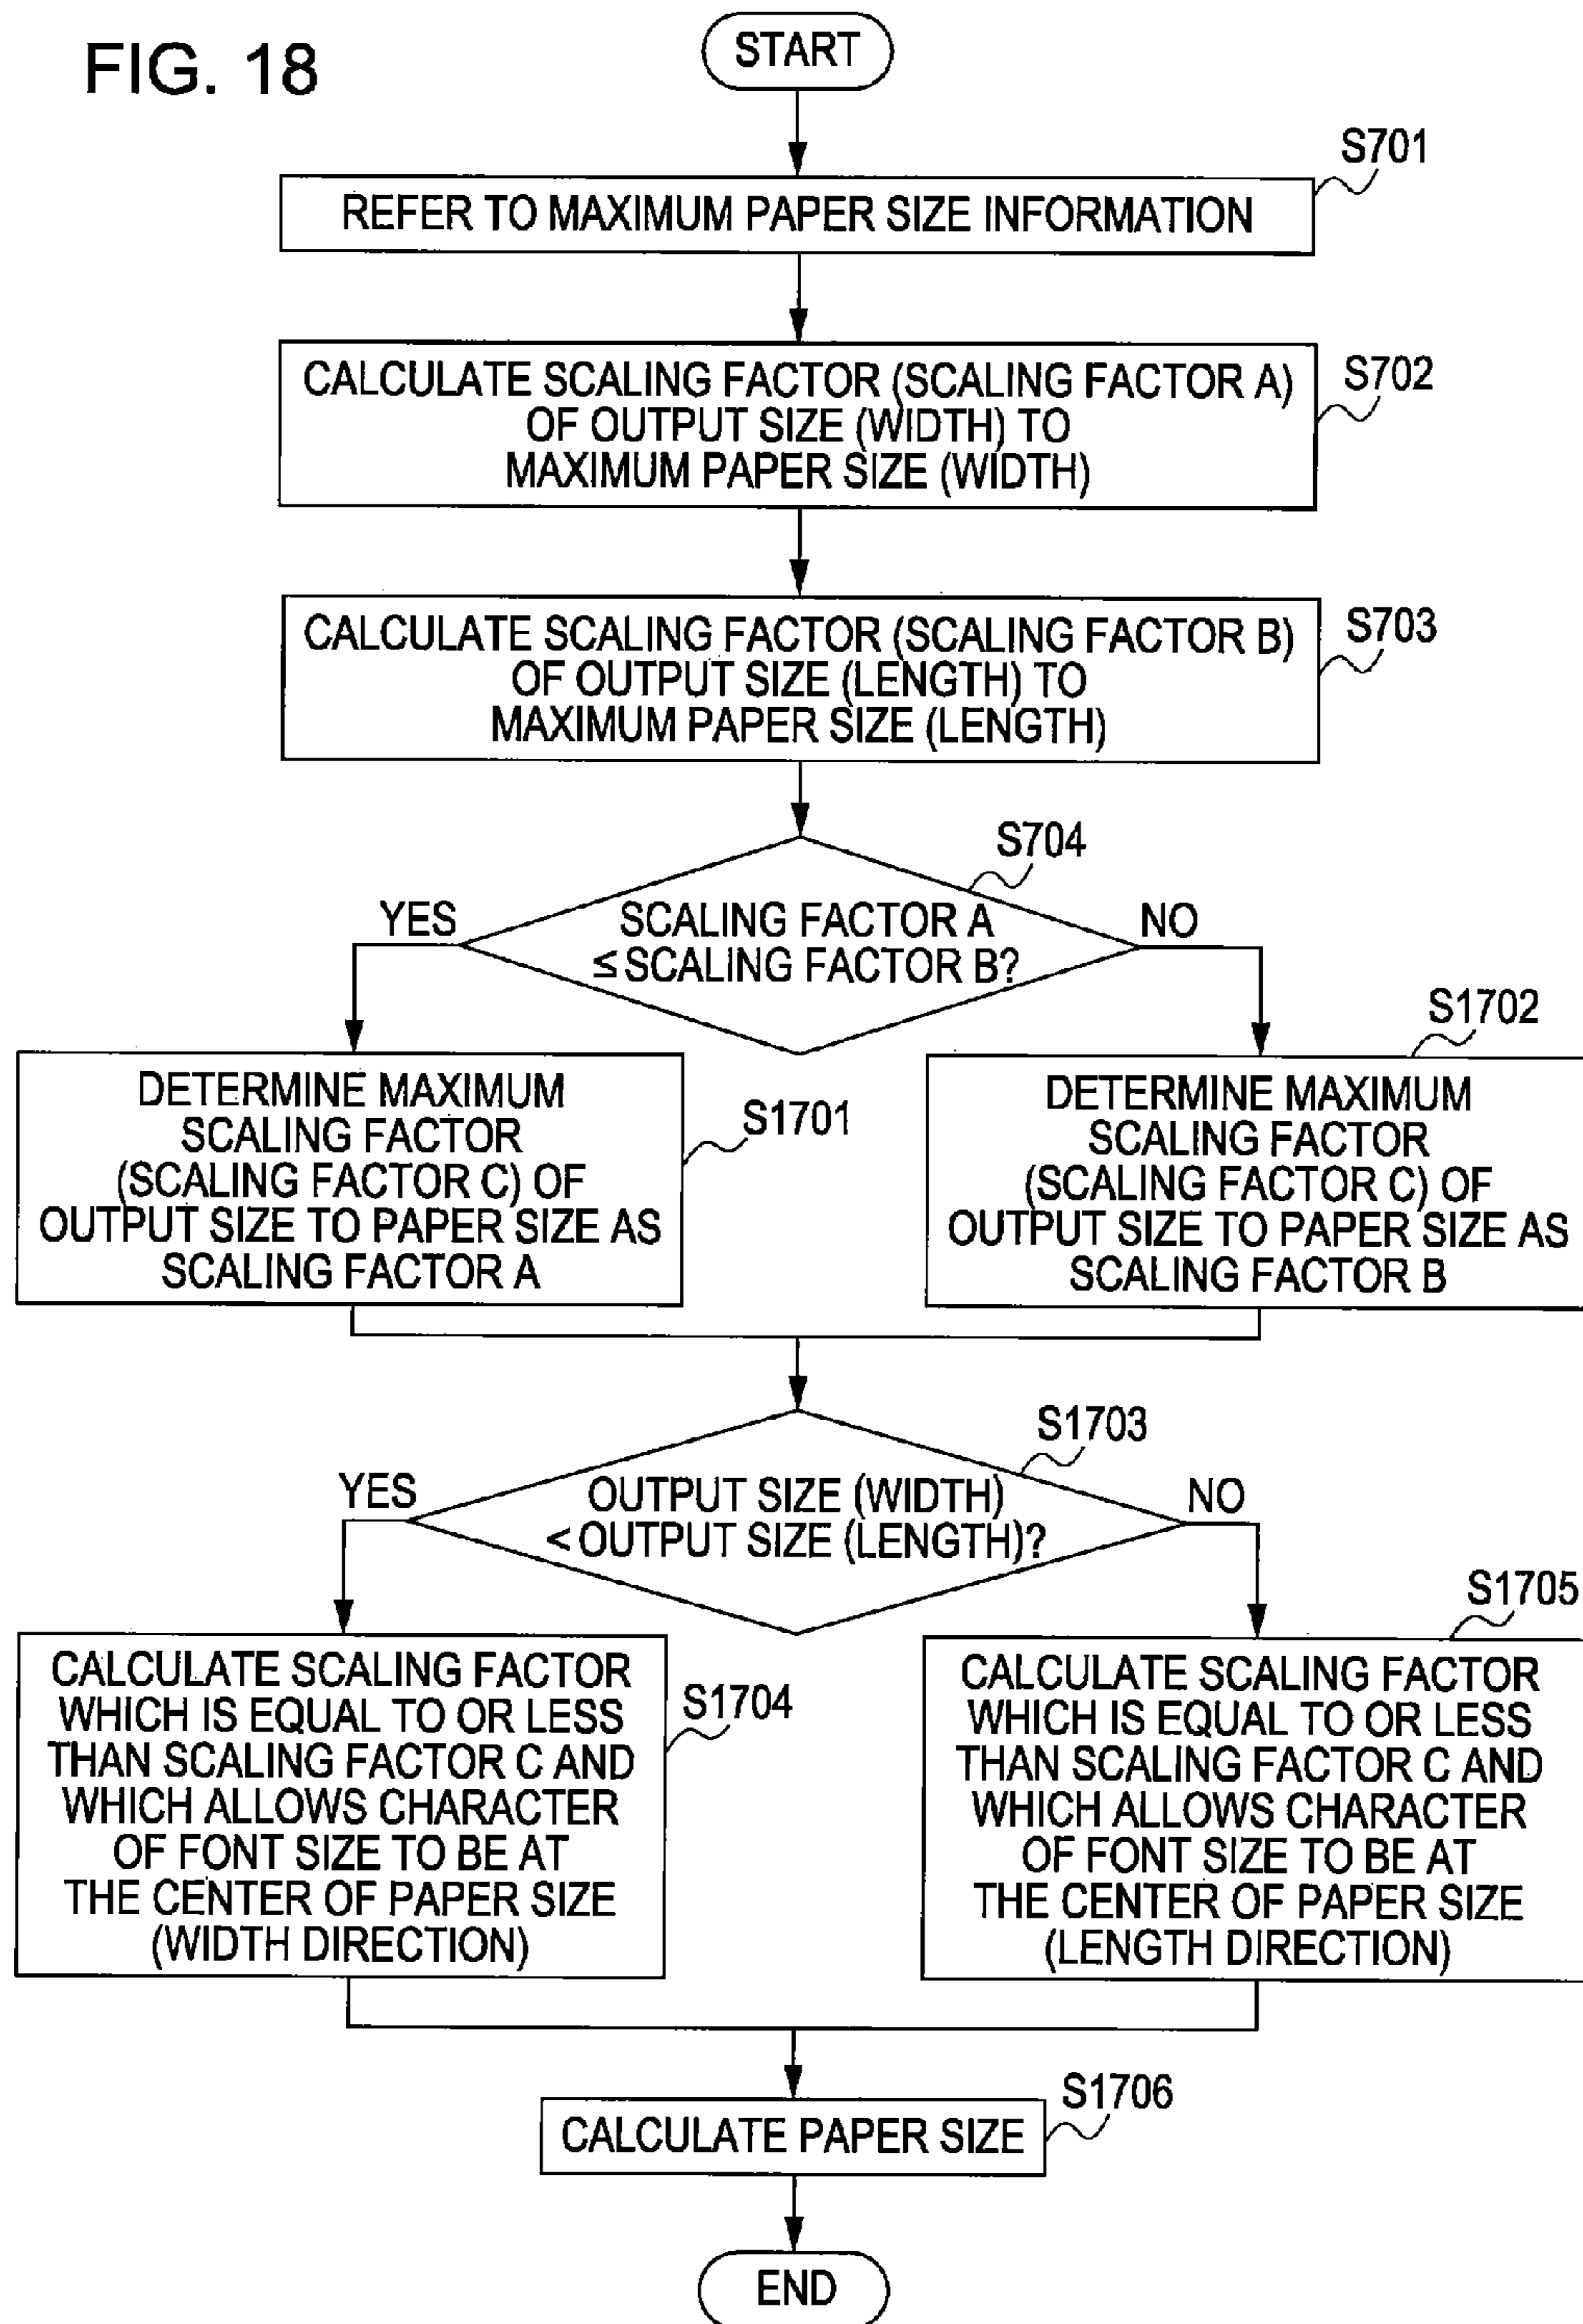 FIG. 18
START
S701
REFER TO MAXIMUM PAPER SIZE INFORMATION
S702
CALCULATE SCALING FACTOR (SCALING FACTOR A)
OF OUTPUT SIZE (WIDTH) TO
MAXIMUM PAPER SIZE (WIDTH)
S703
CALCULATE SCALING FACTOR (SCALING FACTOR B)
OF OUTPUT SIZE (LENGTH) TO
MAXIMUM PAPER SIZE (LENGTH)
S704
YES
SCALING FACTOR A
≤ SCALING FACTOR B?
NO
S1701
DETERMINE MAXIMUM
SCALING FACTOR
(SCALING FACTOR C) OF
OUTPUT SIZE TO PAPER SIZE AS
SCALING FACTOR A
S1702
DETERMINE MAXIMUM
SCALING FACTOR
(SCALING FACTOR C) OF
OUTPUT SIZE TO PAPER SIZE AS
SCALING FACTOR B
S1703
YES
OUTPUT SIZE (WIDTH)
< OUTPUT SIZE (LENGTH)?
NO
S1704
CALCULATE SCALING FACTOR
WHICH IS EQUAL TO OR LESS
THAN SCALING FACTOR C AND
WHICH ALLOWS CHARACTER
OF FONT SIZE TO BE AT
THE CENTER OF PAPER SIZE
(WIDTH DIRECTION)
S1705
CALCULATE SCALING FACTOR
WHICH IS EQUAL TO OR LESS
THAN SCALING FACTOR C AND
WHICH ALLOWS CHARACTER
OF FONT SIZE TO BE AT
THE CENTER OF PAPER SIZE
(LENGTH DIRECTION)
S1706
CALCULATE PAPER SIZE
END